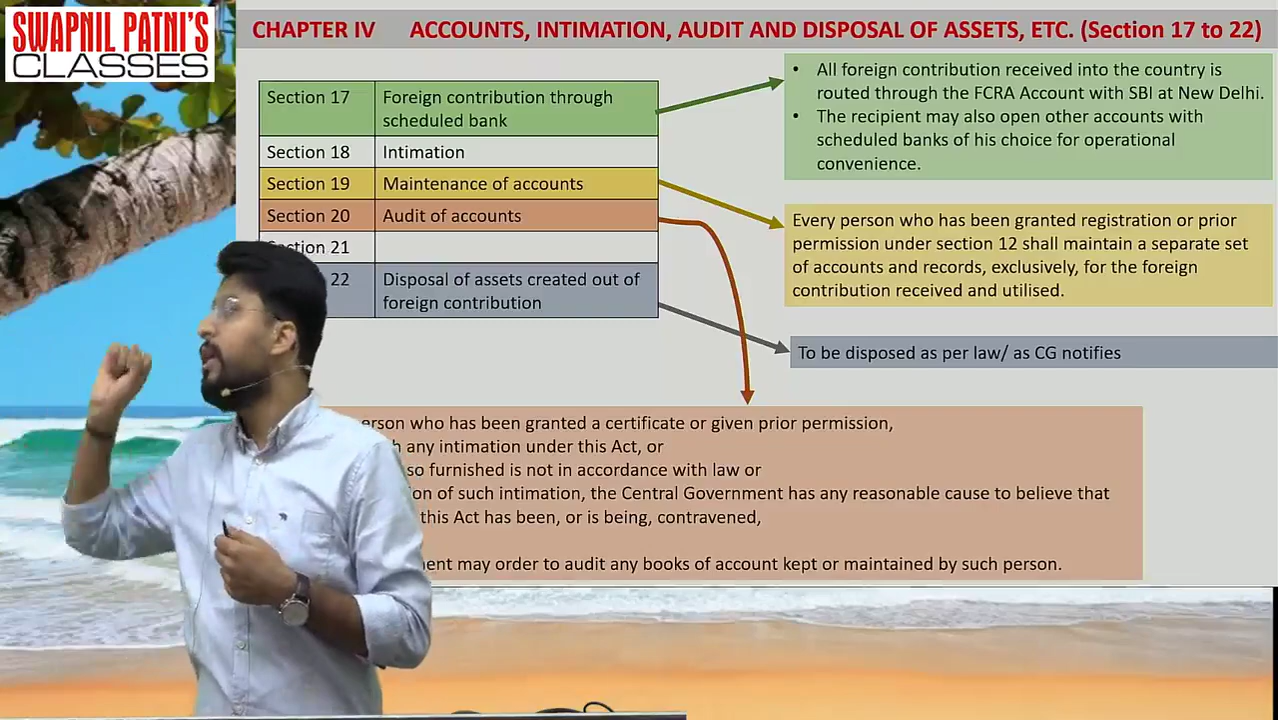 SWAPNIL PATNI'S
CLASSES
CHAPTER IV ACCOUNTS, INTIMATION, AUDIT AND DISPOSAL OF ASSETS, ETC. (Section 17 to 22)
Section 17 Foreign contribution through
scheduled bank
Section 18 Intimation
Section 19 Maintenance of accounts
Section 20 Audit of accounts
ction 21
22 Disposal of assets created out of
foreign contribution
• All foreign contribution received into the country is
routed through the FCRA Account with SBI at New Delhi.
• The recipient may also open other accounts with
scheduled banks of his choice for operational
convenience.
Every person who has been granted registration or prior
permission under section 12 shall maintain a separate set
of accounts and records, exclusively, for the foreign
contribution received and utilised.
To be disposed as per law/ as CG notifies
erson who has been granted a certificate or given prior permission,
h any intimation under this Act, or
so furnished is not in accordance with law or
ion of such intimation, the Central Government has any reasonable cause to believe that
this Act has been, or is being, contravened,
ent may order to audit any books of account kept or maintained by such person.